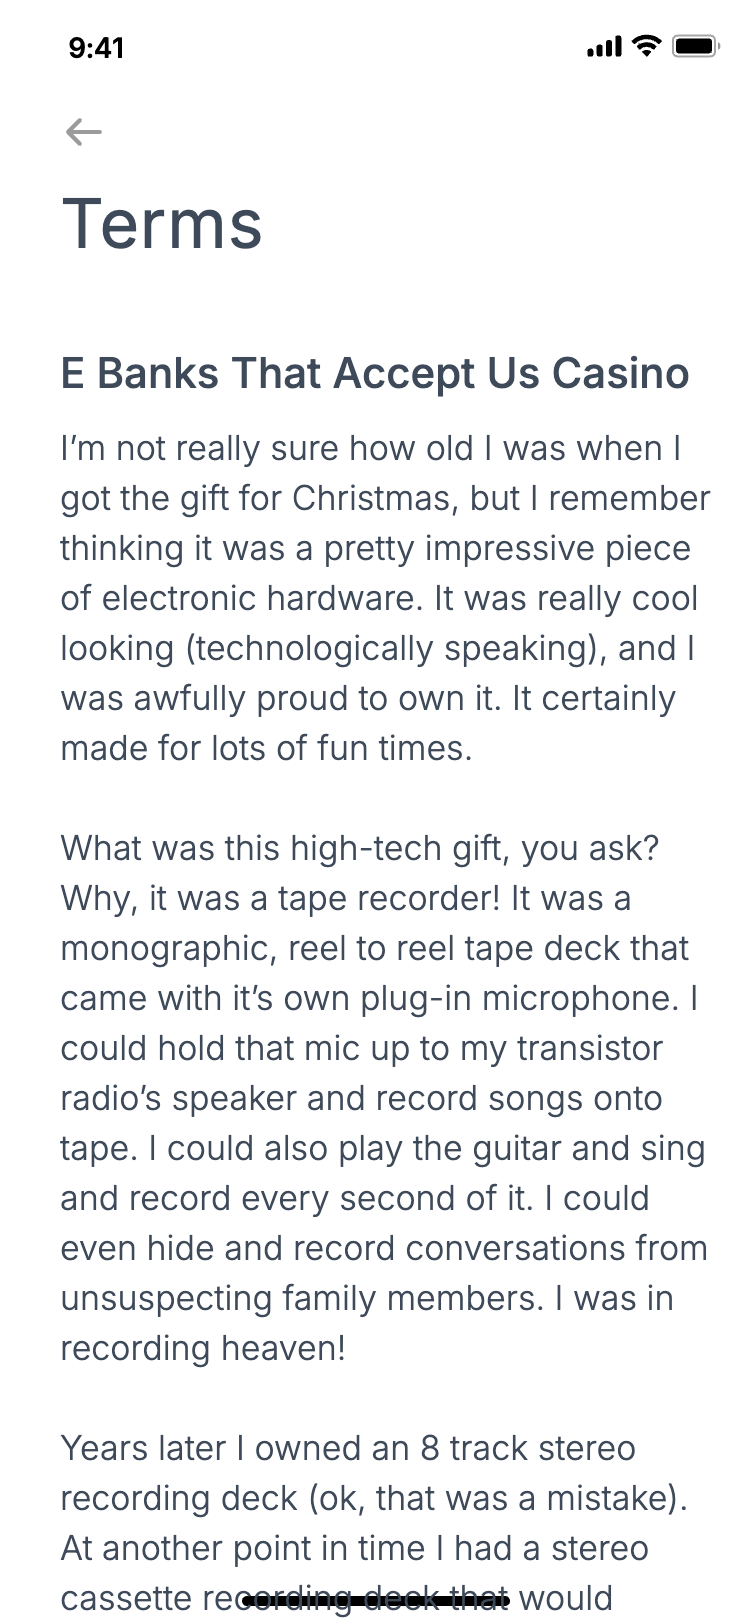 9:41
Terms
E Banks That Accept Us Casino
I’m not really sure how old I was when I
got the gift for Christmas, but I remember
thinking it was a pretty impressive piece
of electronic hardware. It was really cool
looking (technologically speaking), and I
was awfully proud to own it. It certainly
made for lots of fun times.
What was this high-tech gift, you ask?
Why, it was a tape recorder! It was a
monographic, reel to reel tape deck that
came with it’s own plug-in microphone. I
could hold that mic up to my transistor
radio’s speaker and record songs onto
tape. I could also play the guitar and sing
and record every second of it. I could
even hide and record conversations from
unsuspecting family members. I was in
recording heaven!
Years later I owned an 8 track stereo
recording deck (ok, that was a mistake).
At another point in time I had a stereo
cassette recording deck that would